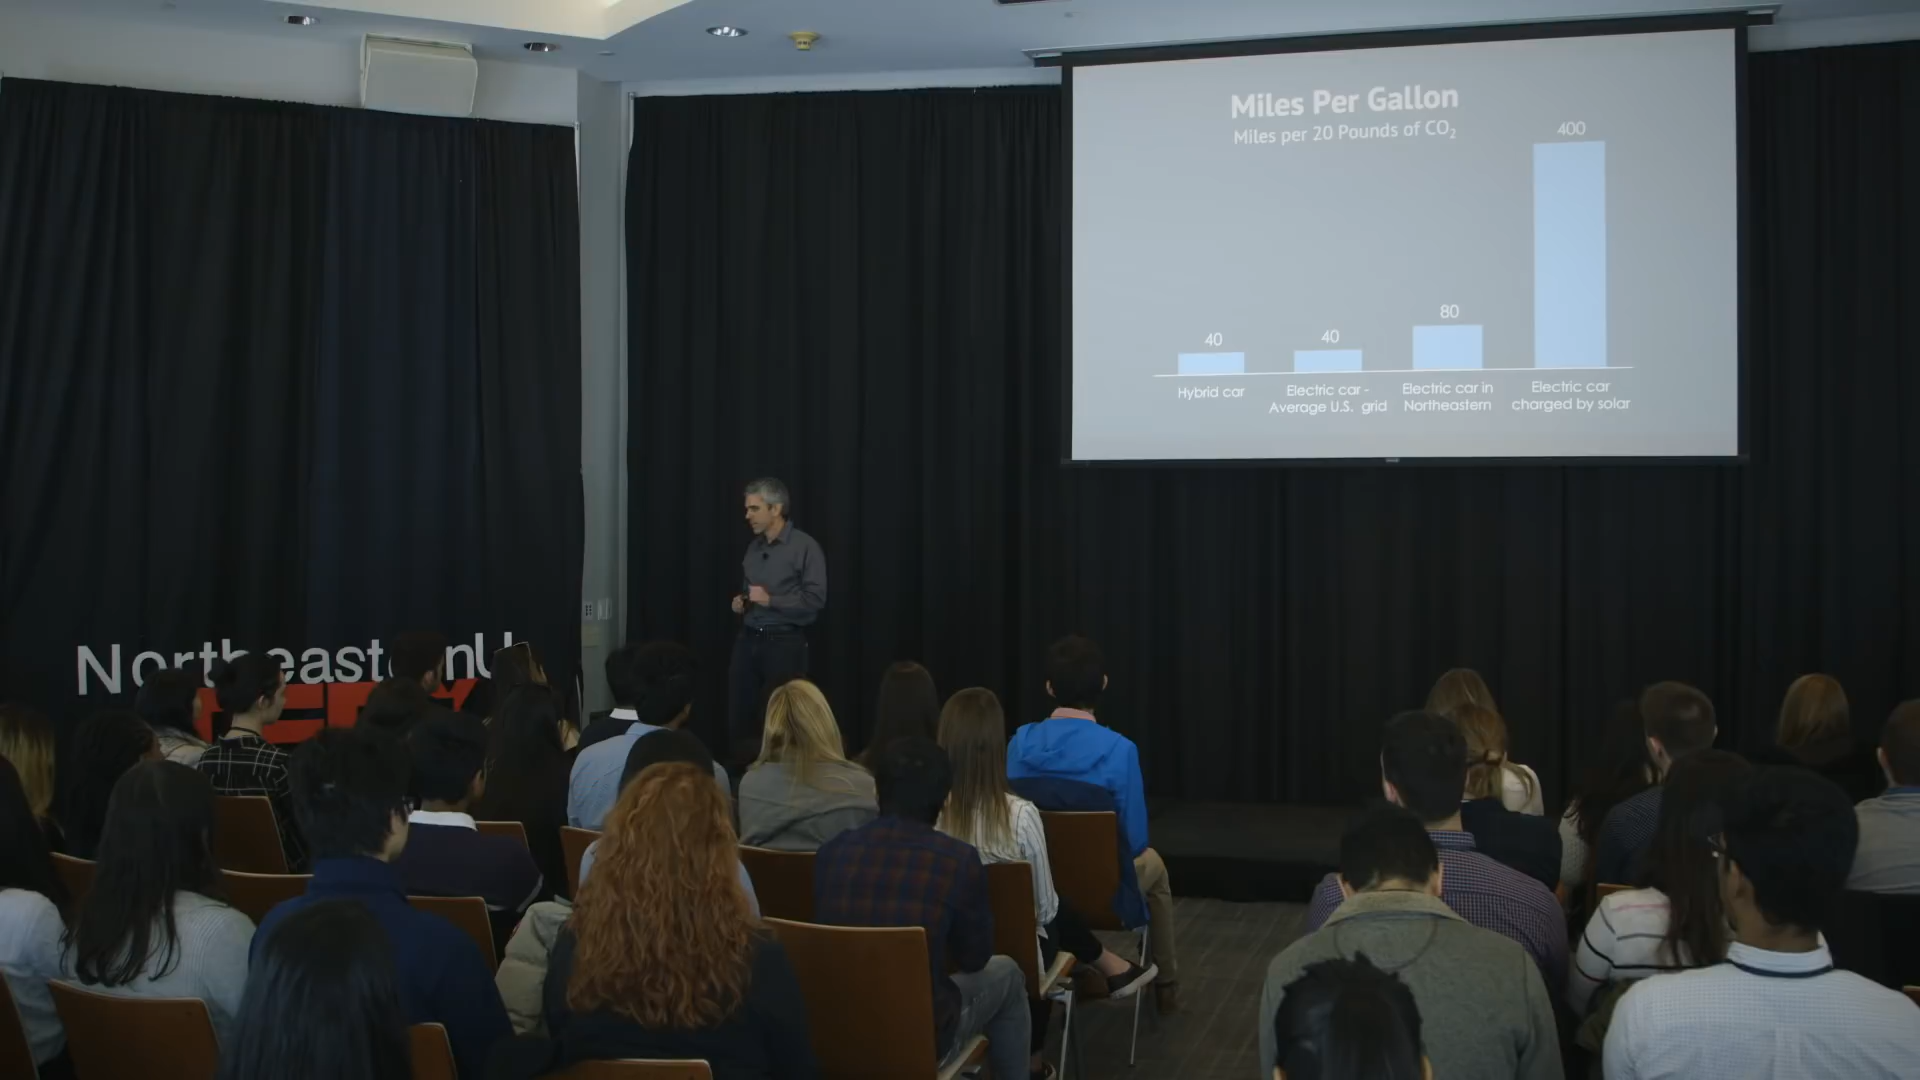 Miles Per Gallon
Miles per 20 Pounds of CO₂
400
80
40
40
Hybrid car
Electric car -
Average U.S. grid
Electric car in
Northeastern
Electric car
charged by solar